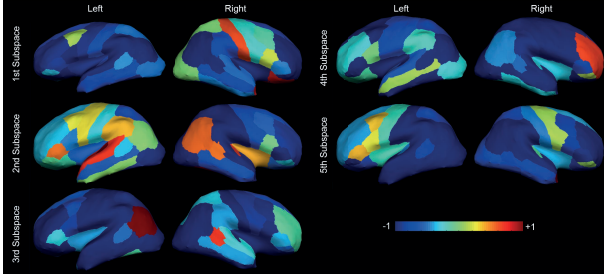 Left Right
1st Subspace
2nd Subspace
3rd Subspace
Left Right
4th Subspace
5th Subspace
-1 +1